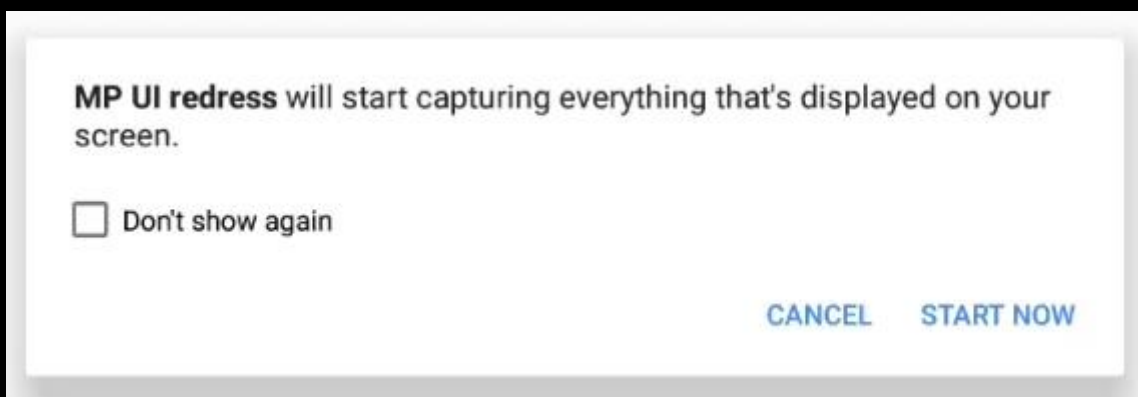 MP UI redress will start capturing everything that's displayed on your
screen.
Don't show again
CANCEL START NOW